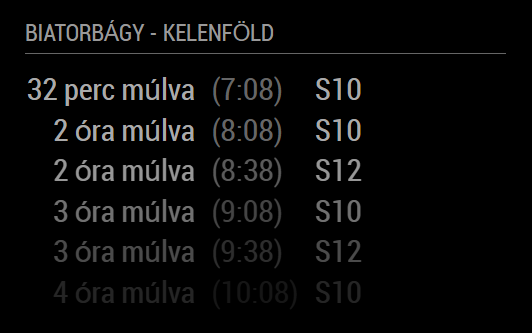 BIATORBÁGY - KELENFÖLD
32 perc múlva (7:08) S10
2 óra múlva (8:08) S10
2 óra múlva (8:38) S12
3 óra múlva (9:08) S10
3 óra múlva (9:38) S12
4 óra múlva (10:08) S10